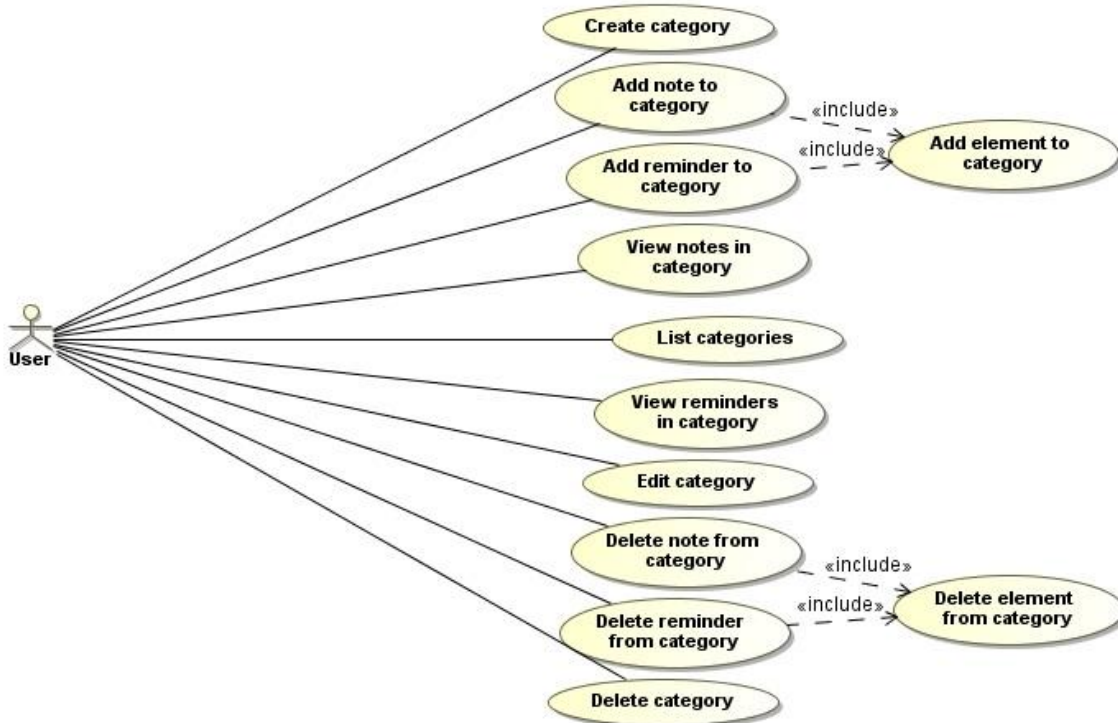 Create category
Add note to
category
«include»
Add element to
category
«include»
Add reminder to
category
View notes in
category
User
List categories
View reminders
in category
Edit category
Delete note from
category
«include»
Delete element
from category
«include»
Delete reminder
from category
Delete category